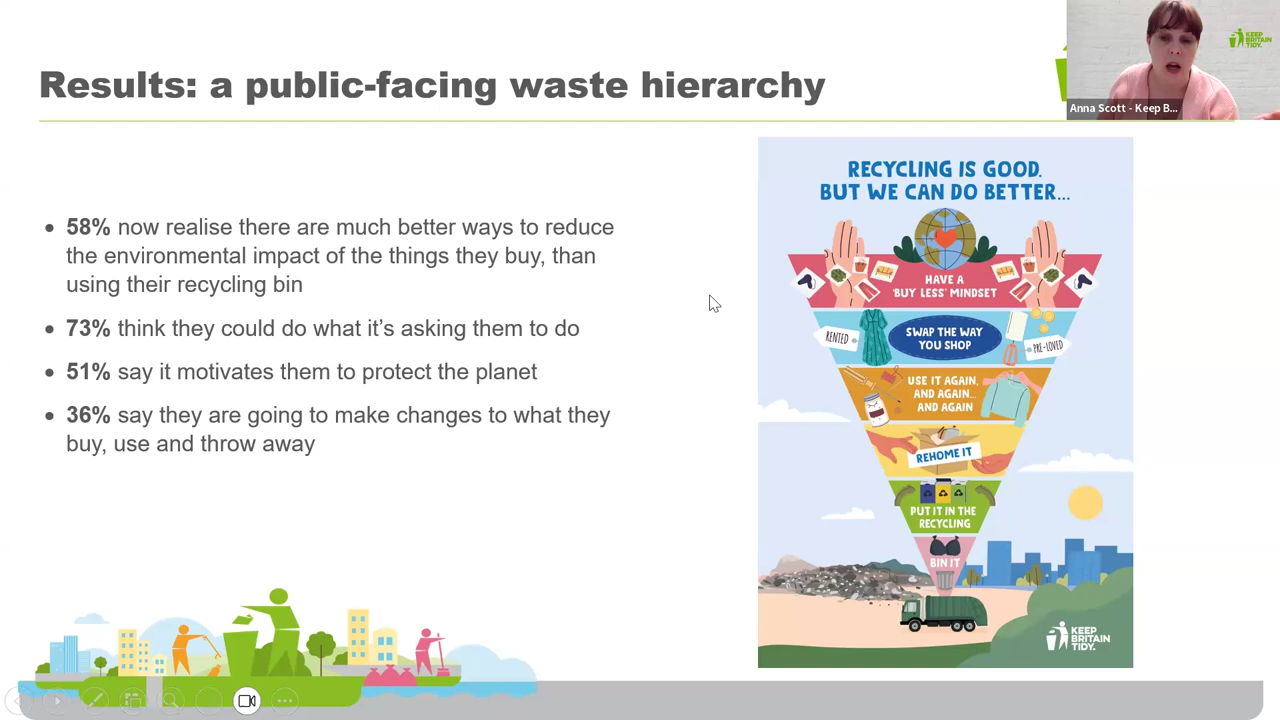 KEEP
BRITAIN
TIDY.
Anna Scott - Keep B...
Results: a public-facing waste hierarchy
58% now realise there are much better ways to reduce
the environmental impact of the things they buy, than
using their recycling bin
73% think they could do what it’s asking them to do
51% say it motivates them to protect the planet
36% say they are going to make changes to what they
buy, use and throw away
RECYCLING IS GOOD.
BUT WE CAN DO BETTER...
HAVE A
'BUY LESS' MINDSET
RENTED
SWAP THE WAY
YOU SHOP
PRE-LOVED
USE IT AGAIN,
AND AGAIN...
AND AGAIN
REHOME IT
PUT IT IN THE
RECYCLING
BIN IT
KEEP
BRITAIN
TIDY.